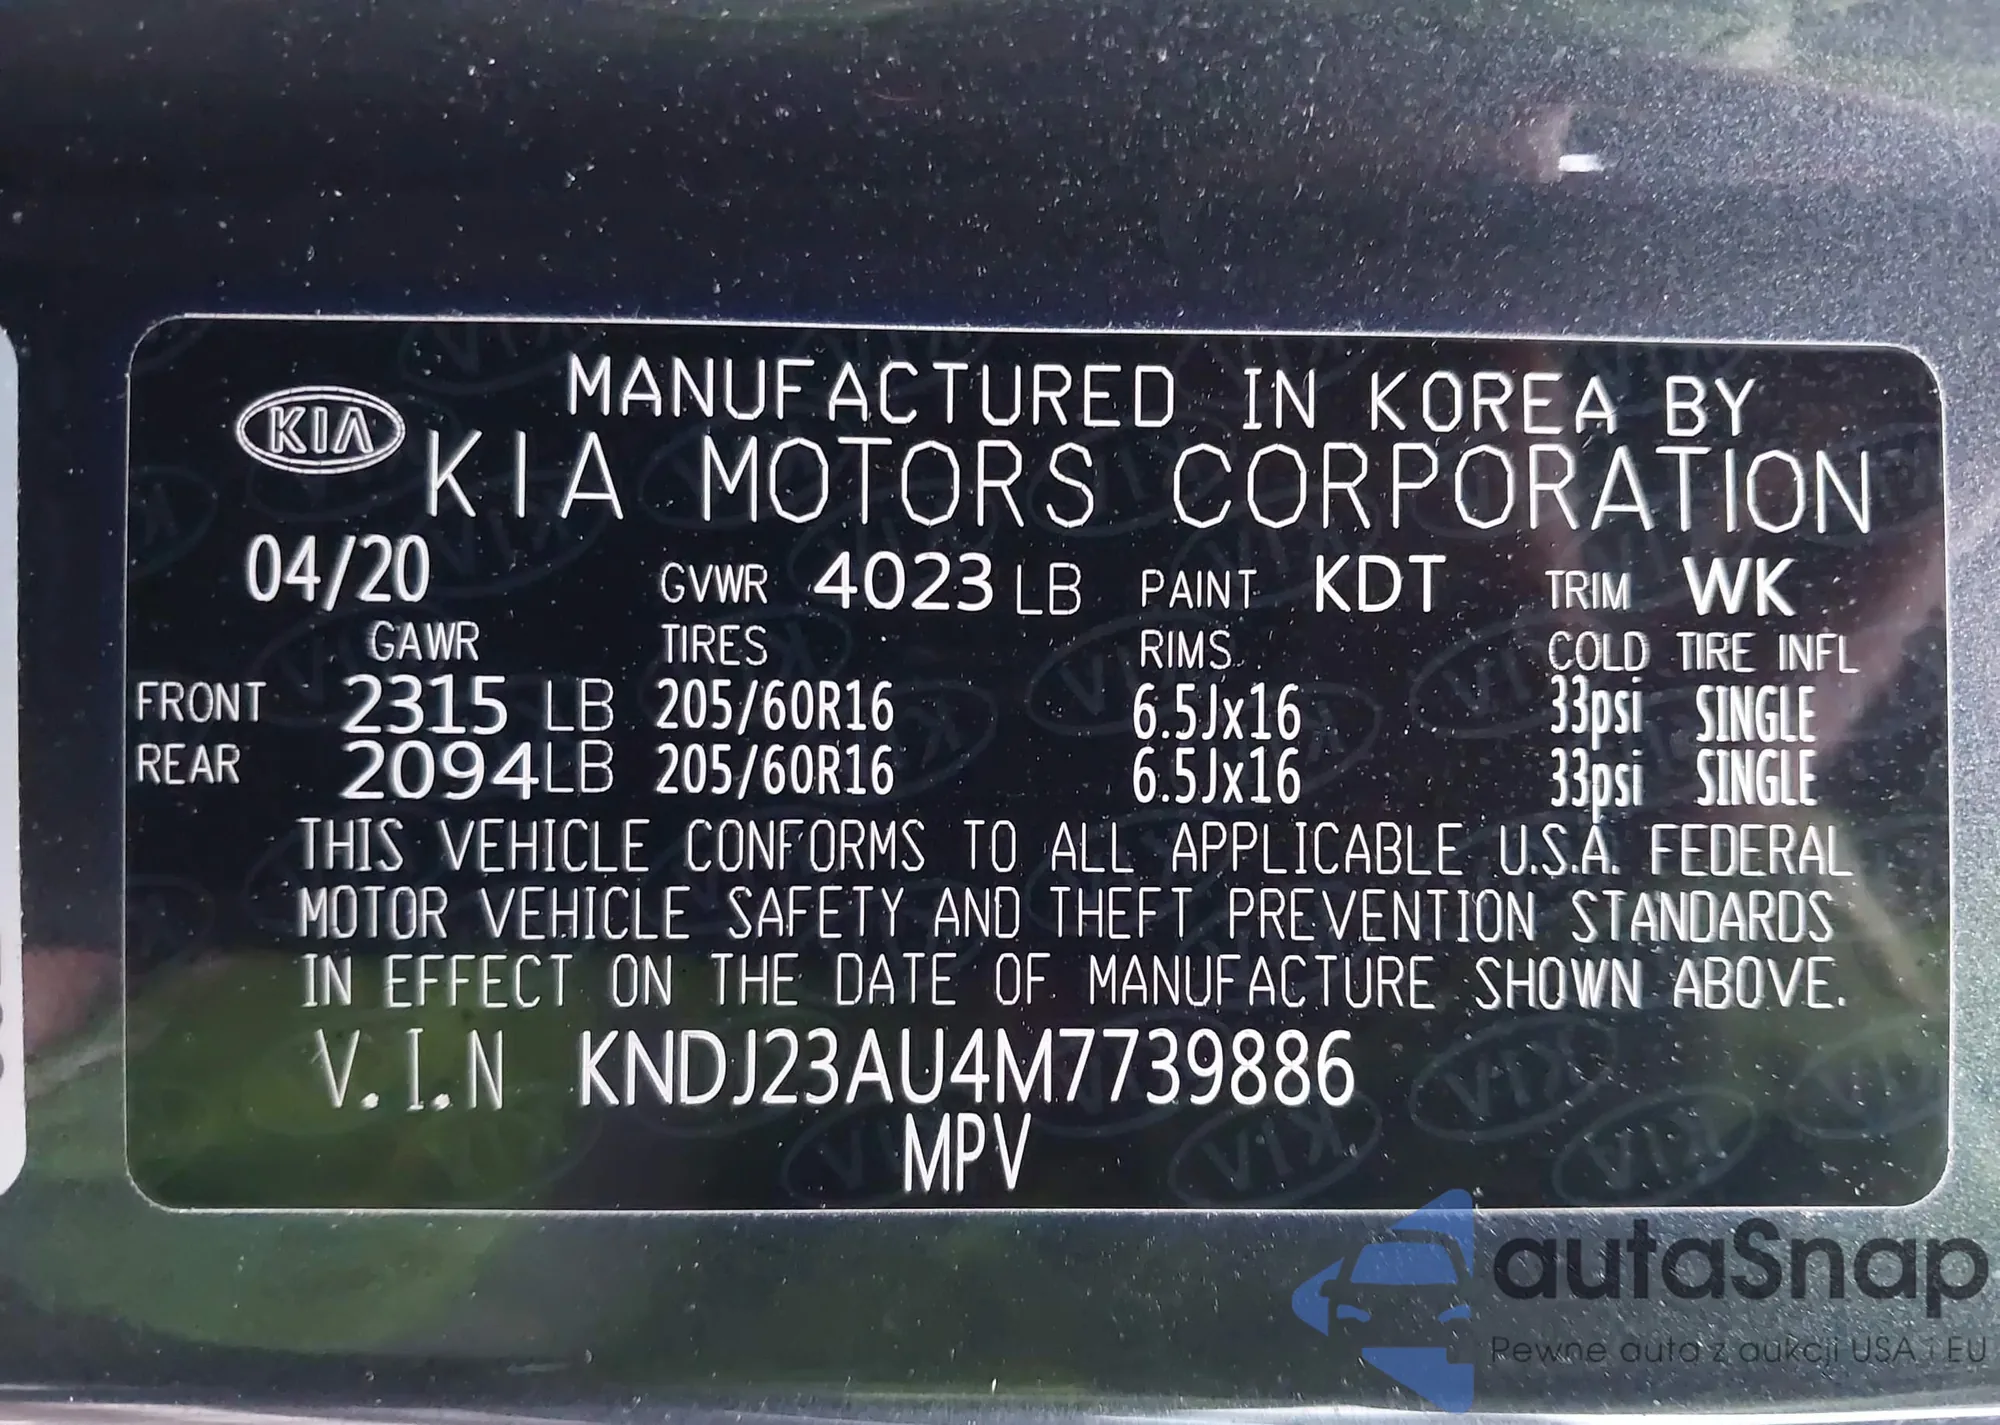 MANUFACTURED IN KOREA BY
KIA KIA MOTORS CORPORATION
04/20 GVWR 4023 LB PAINT KDT TRIM WK
GAWR TIRES RIMS COLD TIRE INFL
FRONT 2315 LB 205/60R16 6.5Jx16 33psi SINGLE
REAR 2094LB 205/60R16 6.5Jx16 33psi SINGLE
THIS VEHICLE CONFORMS TO ALL APPLICABLE U.S.A. FEDERAL
MOTOR VEHICLE SAFETY AND THEFT PREVENTION STANDARDS
IN EFFECT ON THE DATE OF MANUFACTURE SHOWN ABOVE.
V.I.N KNDJ23AU4M7739886
MPV
autaSnap
Pewne auta z aukcji USA i EU